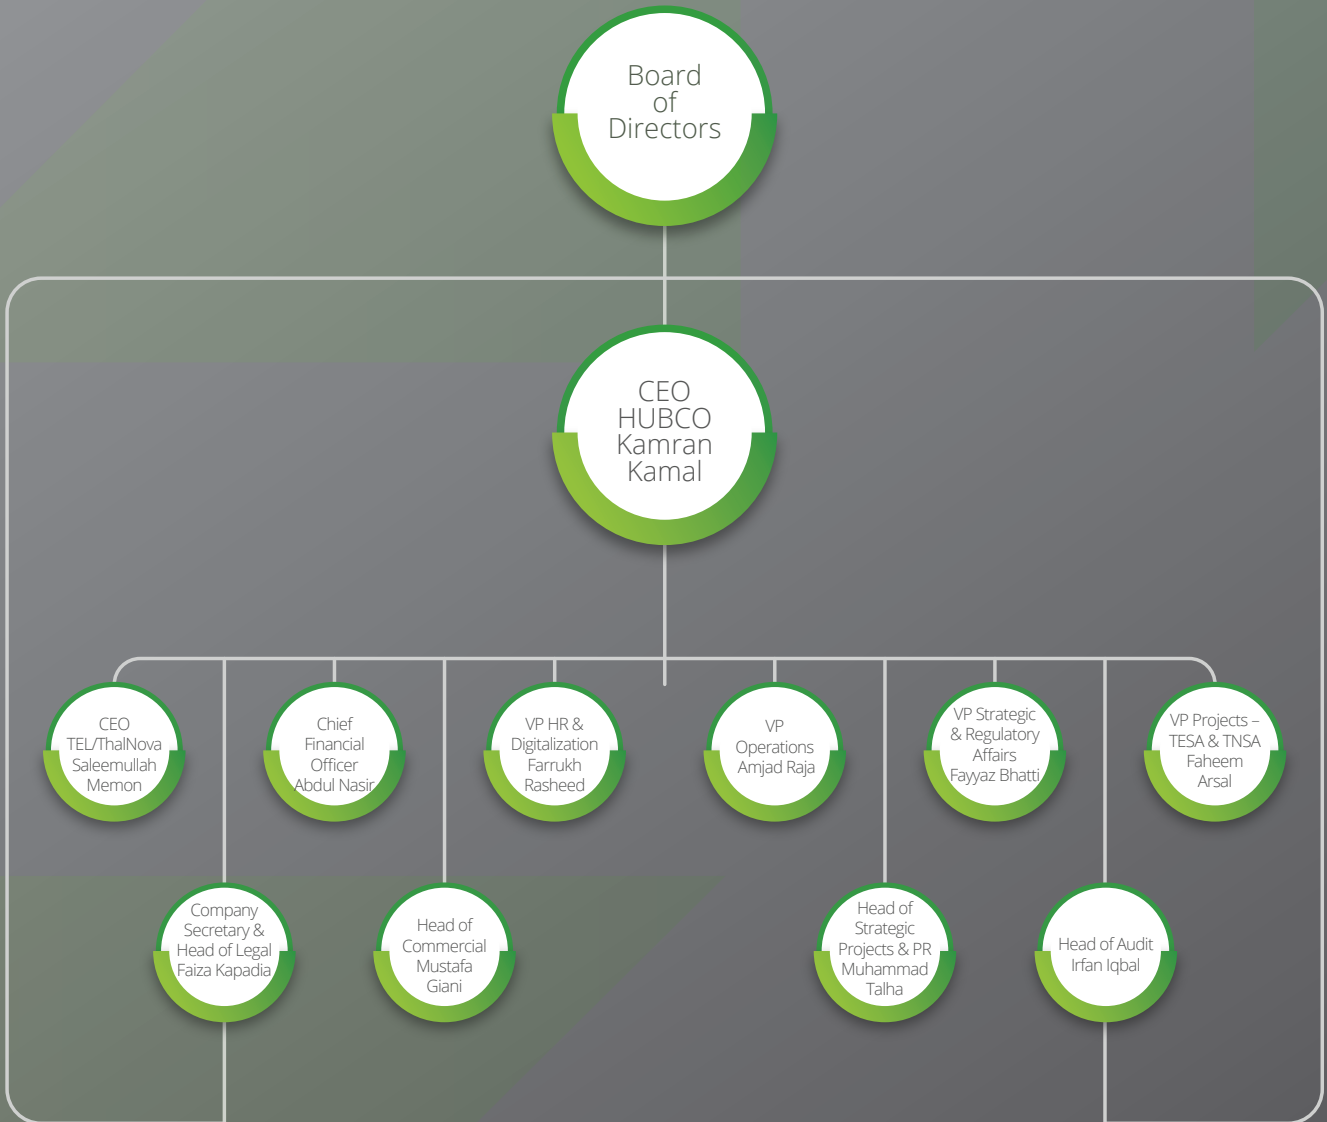 Board
of
Directors
CEO
HUBCO
Kamran
Kamal
CEO
TEL/ThalNova
Saleemullah
Memon
Chief
Financial
Officer
Abdul Nasir
VP HR &
Digitalization
Farrukh
Rasheed
VP
Operations
Amjad Raja
VP Strategic
& Regulatory
Affairs
Fayyaz Bhatti
VP Projects –
TESA & TNSA
Faheem
Arsal
Company
Secretary &
Head of Legal
Faiza Kapadia
Head of
Commercial
Mustafa
Giani
Head of
Strategic
Projects & PR
Muhammad
Talha
Head of Audit
Irfan Iqbal